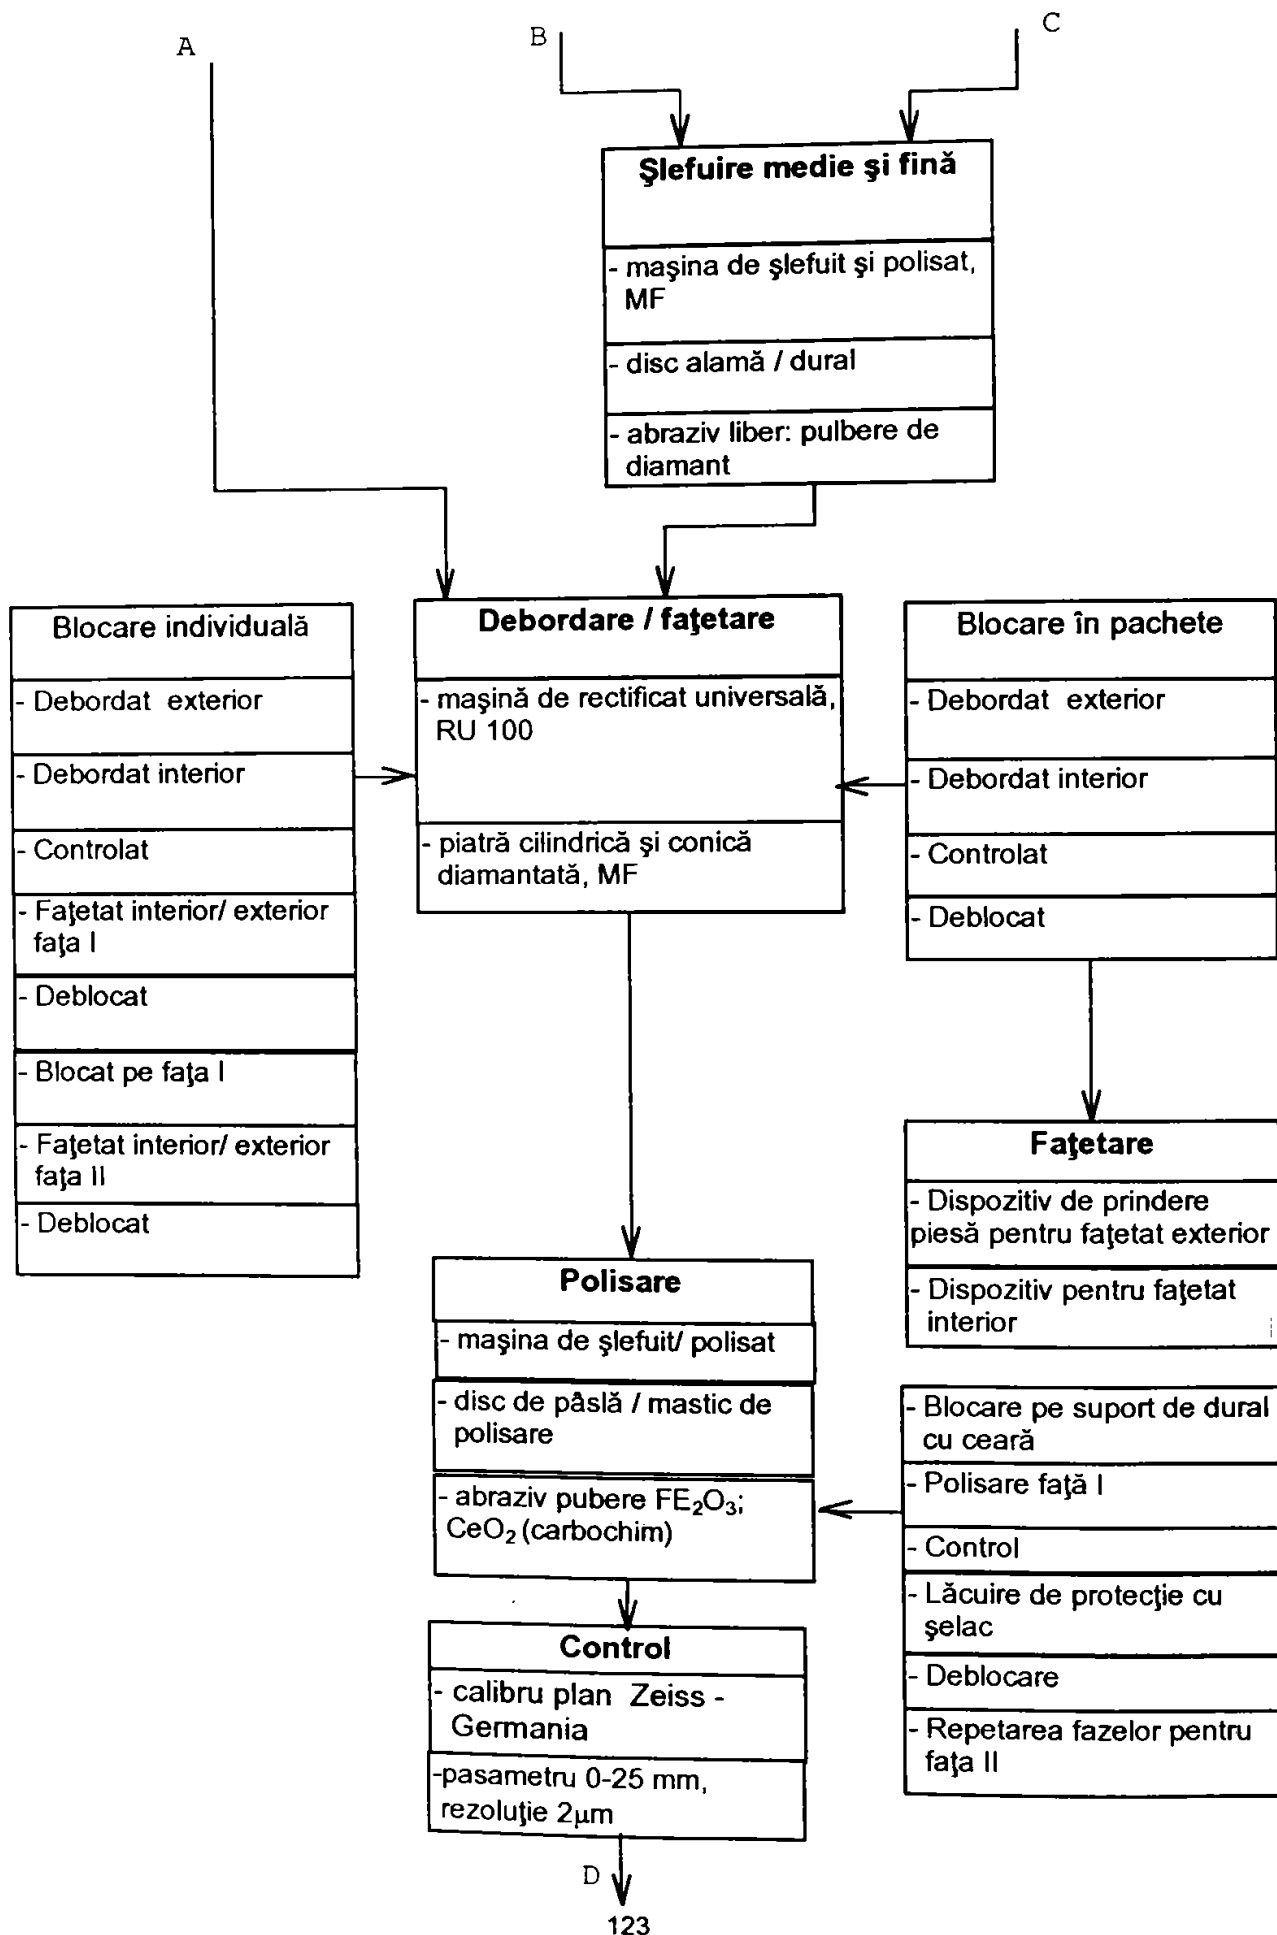 A
B
C
Şlefuire medie şi fină
- maşina de şlefuit şi polisat,
MF
- disc alamă / dural
- abraziv liber: pulbere de
diamant
Blocare individuală
- Debordat exterior
- Debordat interior
- Controlat
- Faţetat interior/ exterior
faţa I
- Deblocat
- Blocat pe faţa I
- Faţetat interior/ exterior
faţa II
- Deblocat
Debordare / faţetare
- maşină de rectificat universală,
RU 100
- piatră cilindrică şi conică
diamantată, MF
Blocare în pachete
- Debordat exterior
- Debordat interior
- Controlat
- Deblocat
Faţetare
- Dispozitiv de prindere
piesă pentru faţetat exterior
- Dispozitiv pentru faţetat
interior
Polisare
- maşina de şlefuit/ polisat
- disc de pâslă / mastic de
polisare
- abraziv pubere FE₂O₃;
CeO₂ (carbochim)
- Blocare pe suport de dural
cu ceară
- Polisare faţă I
- Control
- Lăcuire de protecţie cu
şelac
- Deblocare
- Repetarea fazelor pentru
faţa II
Control
- calibru plan Zeiss -
Germania
-pasametru 0-25 mm,
rezoluţie 2μm
D
123